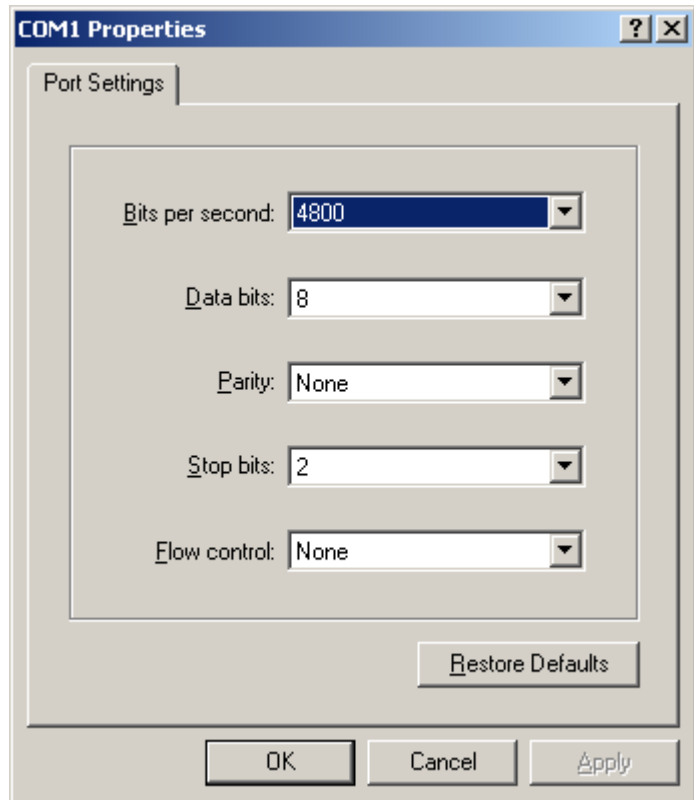 COM1 Properties
Port Settings
Bits per second: 4800
Data bits: 8
Parity: None
Stop bits: 2
Flow control: None
Restore Defaults
OK Cancel Apply